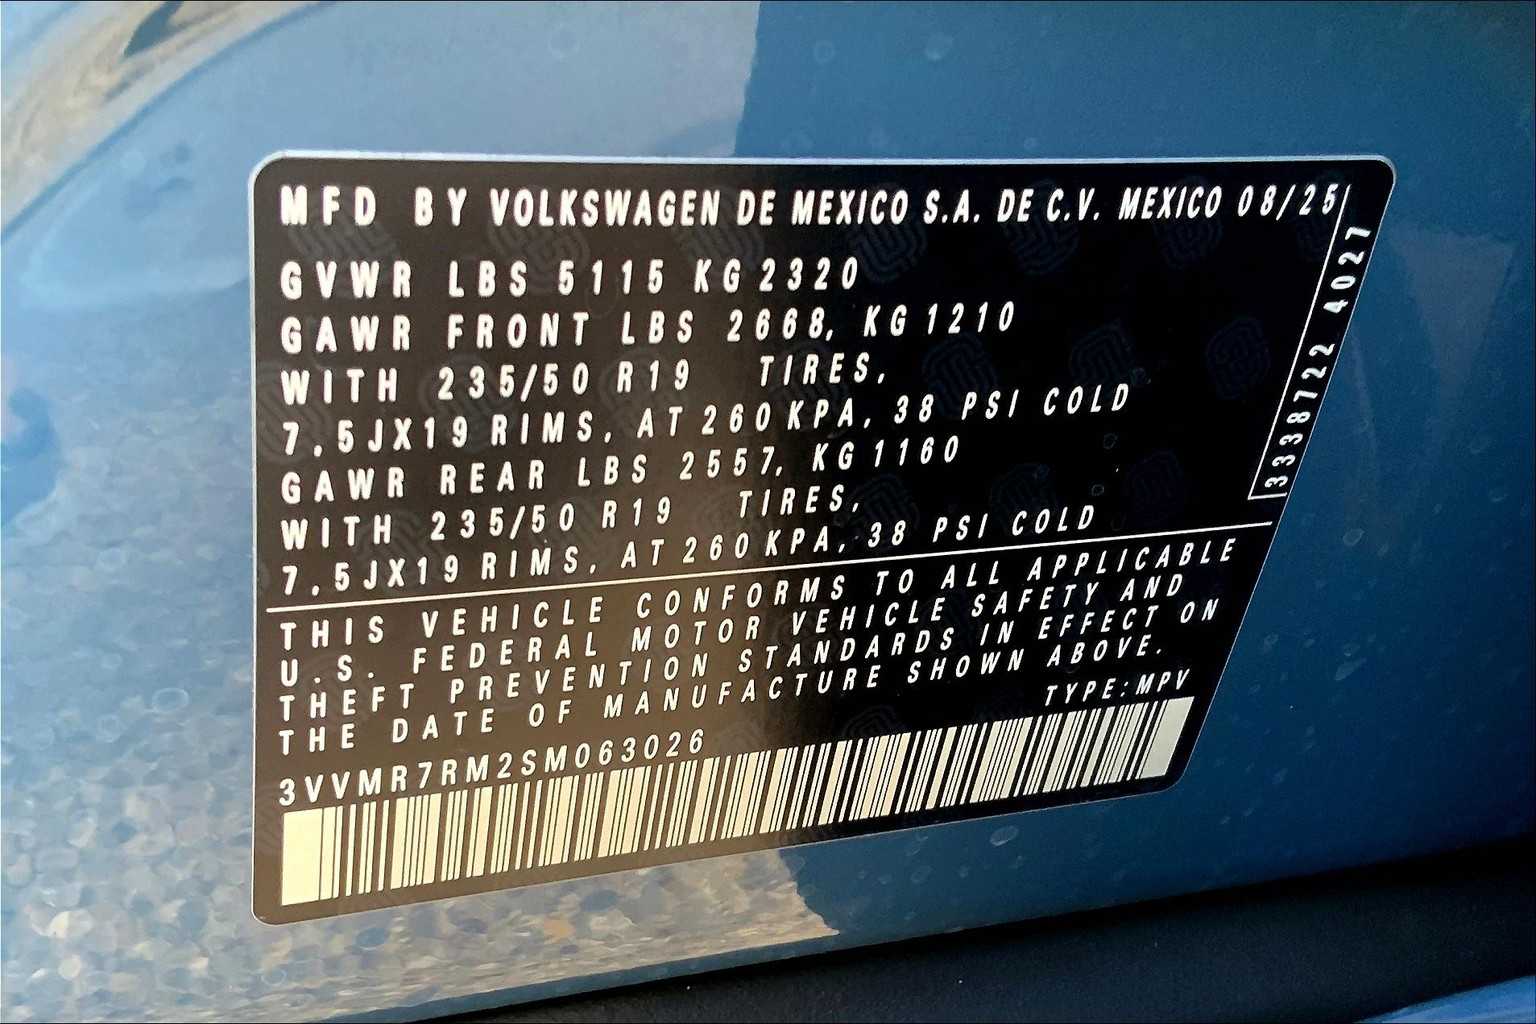 MFD BY VOLKSWAGEN DE MEXICO S.A. DE C.V. MEXICO 08/25
GVWR LBS 5115 KG 2320
GAWR FRONT LBS 2668, KG 1210
WITH 235/50 R19 TIRES,
7,5JX19 RIMS, AT 260 KPA, 38 PSI COLD
GAWR REAR LBS 2557, KG 1160
WITH 235/50 R19 TIRES,
7,5JX19 RIMS, AT 260 KPA, 38 PSI COLD
3338722 4027
THIS VEHICLE CONFORMS TO ALL APPLICABLE
U.S. FEDERAL MOTOR VEHICLE SAFETY AND
THEFT PREVENTION STANDARDS IN EFFECT ON
THE DATE OF MANUFACTURE SHOWN ABOVE.
TYPE:MPV
3VVMR7RM2SM063026